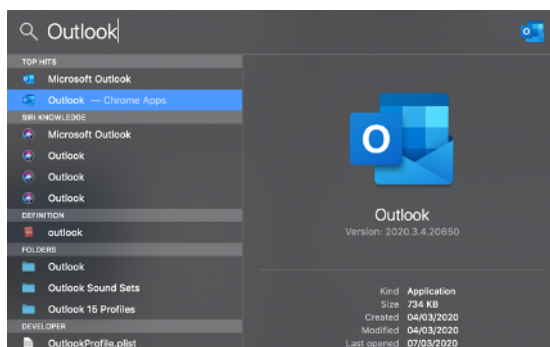 Outlook
TOP HITS
Microsoft Outlook
Outlook — Chrome Apps
SIRI KNOWLEDGE
Microsoft Outlook
Outlook
Outlook
Outlook
DEFINITION
outlook
FOLDERS
Outlook
Outlook Sound Sets
Outlook 15 Profiles
DEVELOPER
OutlookProfile.plist
O
Outlook
Version: 2020.3.4.20650
Kind Application
Size 734 KB
Created 04/03/2020
Modified 04/03/2020
Last opened 07/03/2020